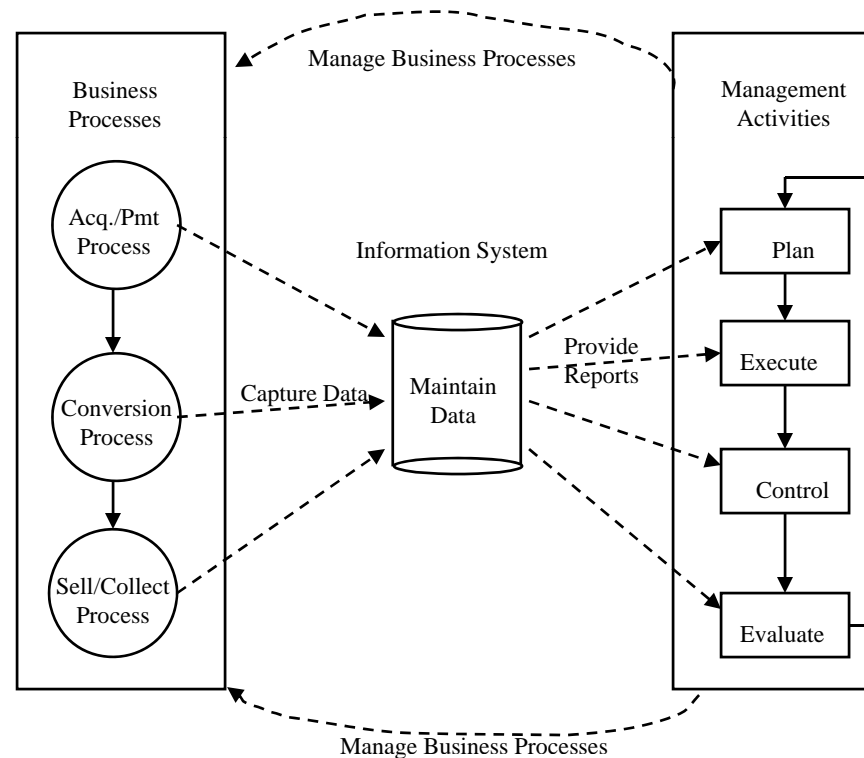 Manage Business Processes
Business
Processes
Management
Activities
Acq./Pmt
Process
Information System
Plan
Provide
Reports
Execute
Capture Data
Maintain
Data
Conversion
Process
Control
Sell/Collect
Process
Evaluate
Manage Business Processes